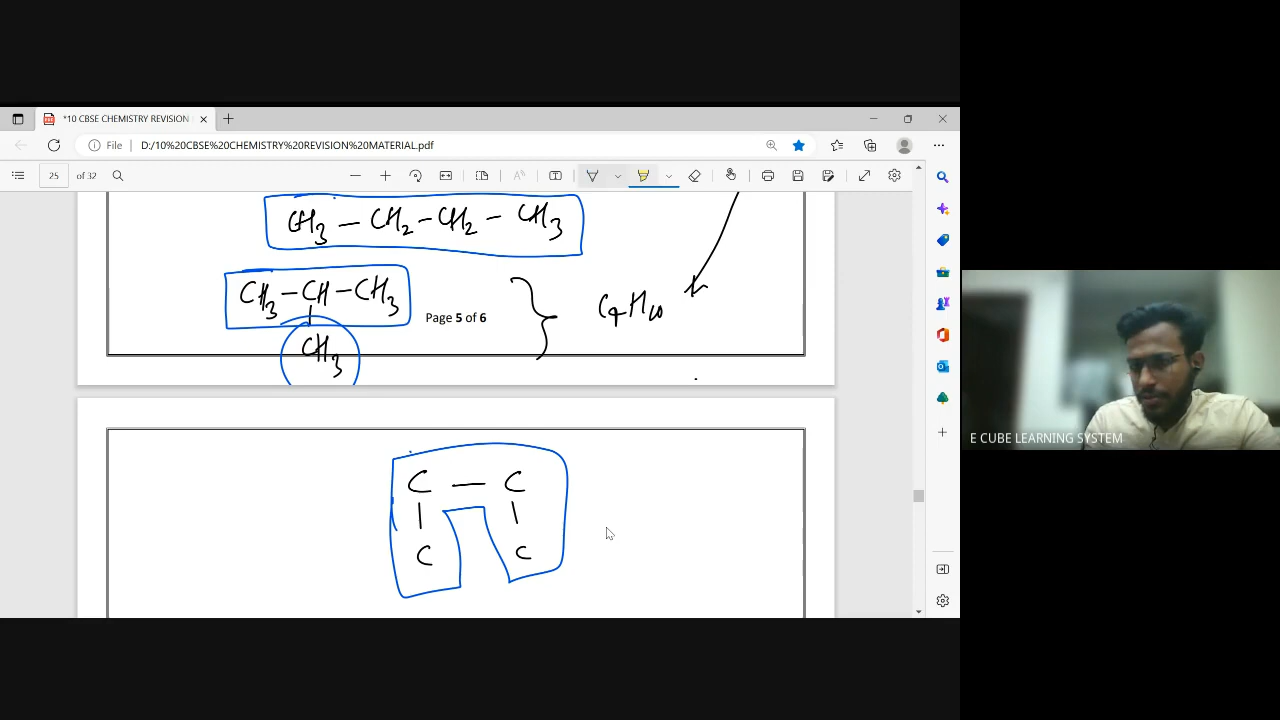 *10 CBSE CHEMISTRY REVISION
File D:/10%20CBSE%20CHEMISTRY%20REVISION%20MATERIAL.pdf
25 of 32
CH3 — CH2 – CH2 – CH3
CH3 – CH – CH3
|
CH3
Page 5 of 6
C4H10
C — C
| |
C C
E CUBE LEARNING SYSTEM